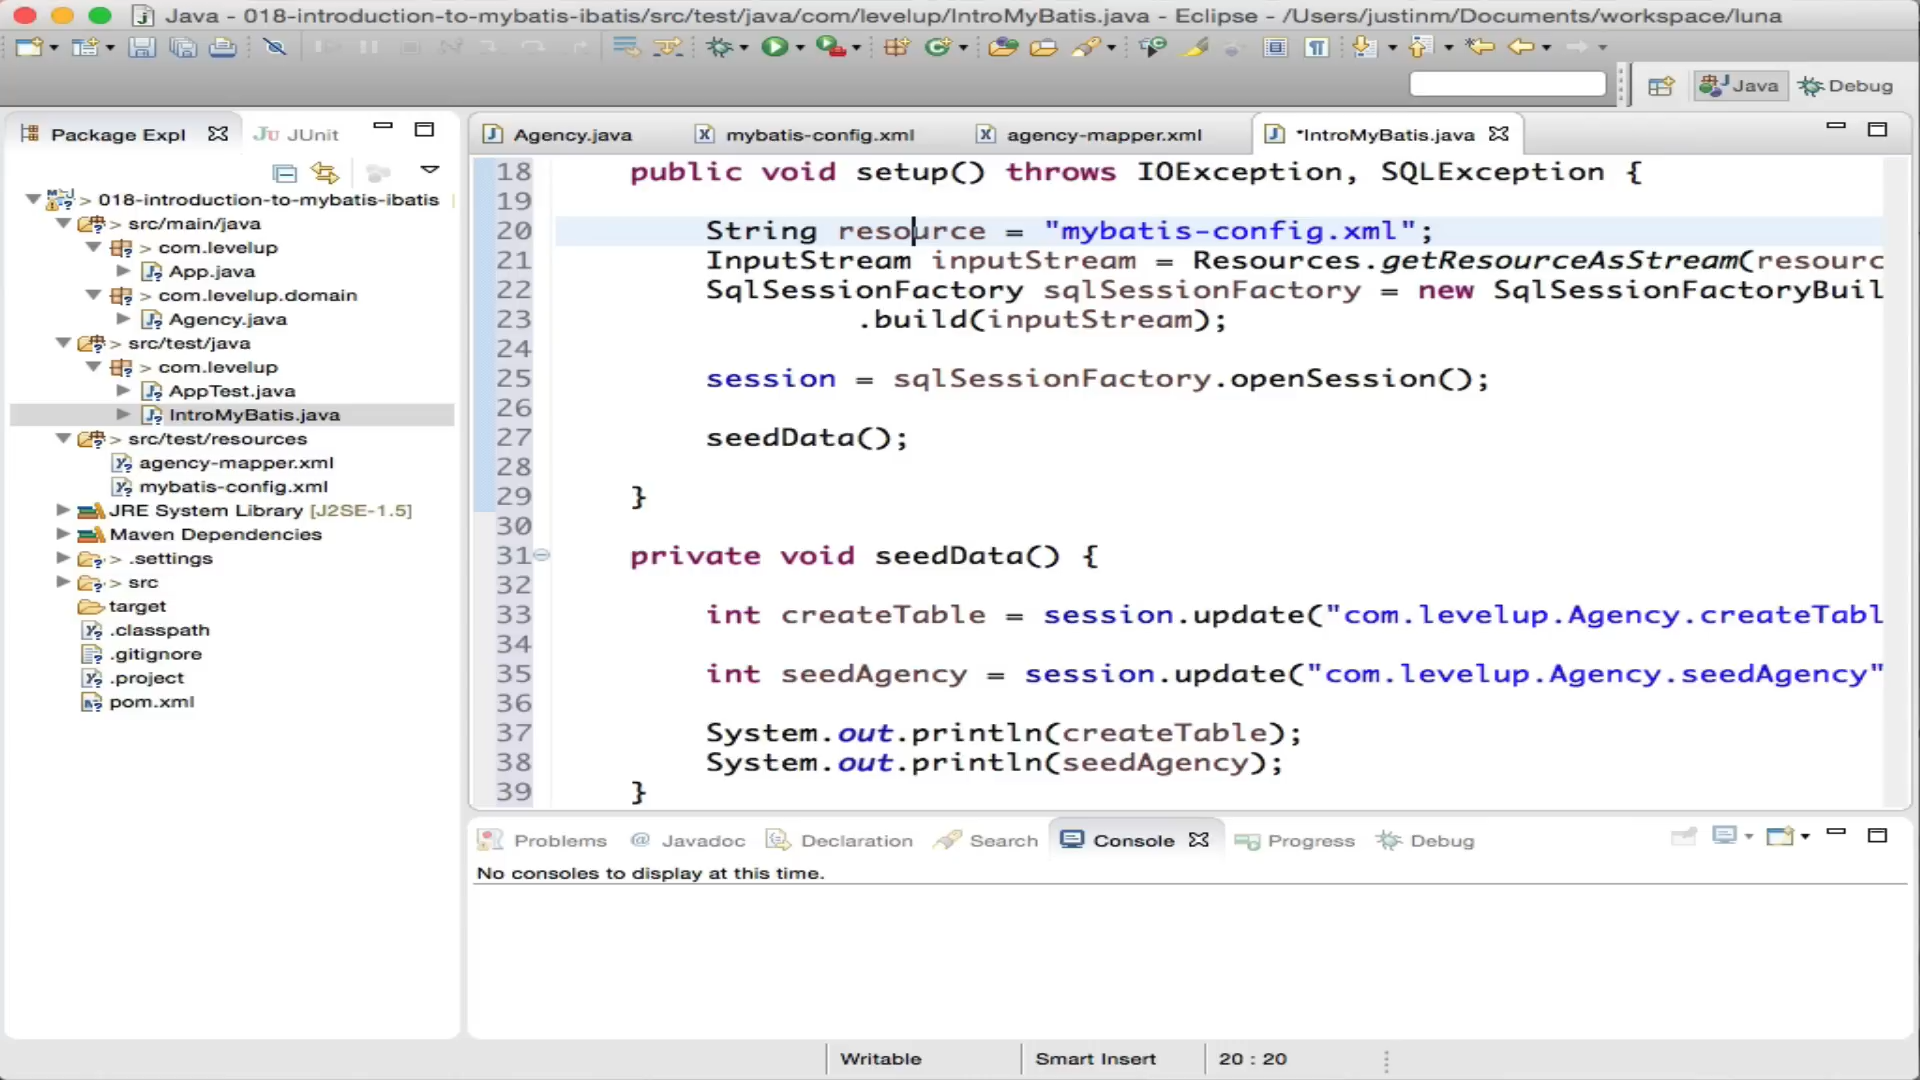 Java - 018-introduction-to-mybatis-ibatis/src/test/java/com/levelup/IntroMyBatis.java - Eclipse - /Users/justinm/Documents/workspace/luna
Java
Debug
Package Expl
JUnit
> 018-introduction-to-mybatis-ibatis
> src/main/java
> com.levelup
App.java
> com.levelup.domain
Agency.java
> src/test/java
> com.levelup
AppTest.java
IntroMyBatis.java
> src/test/resources
agency-mapper.xml
mybatis-config.xml
JRE System Library [J2SE-1.5]
Maven Dependencies
> .settings
> src
target
.classpath
.gitignore
.project
pom.xml
Agency.java
mybatis-config.xml
agency-mapper.xml
*IntroMyBatis.java
18 public void setup() throws IOException, SQLException {
19
20 String resource = "mybatis-config.xml";
21 InputStream inputStream = Resources.getResourceAsStream(resourc
22 SqlSessionFactory sqlSessionFactory = new SqlSessionFactoryBuil
23 .build(inputStream);
24
25 session = sqlSessionFactory.openSession();
26
27 seedData();
28
29 }
30
31 private void seedData() {
32
33 int createTable = session.update("com.levelup.Agency.createTabl
34
35 int seedAgency = session.update("com.levelup.Agency.seedAgency"
36
37 System.out.println(createTable);
38 System.out.println(seedAgency);
39 }
Problems
@ Javadoc
Declaration
Search
Console
Progress
Debug
No consoles to display at this time.
Writable
Smart Insert
20 : 20